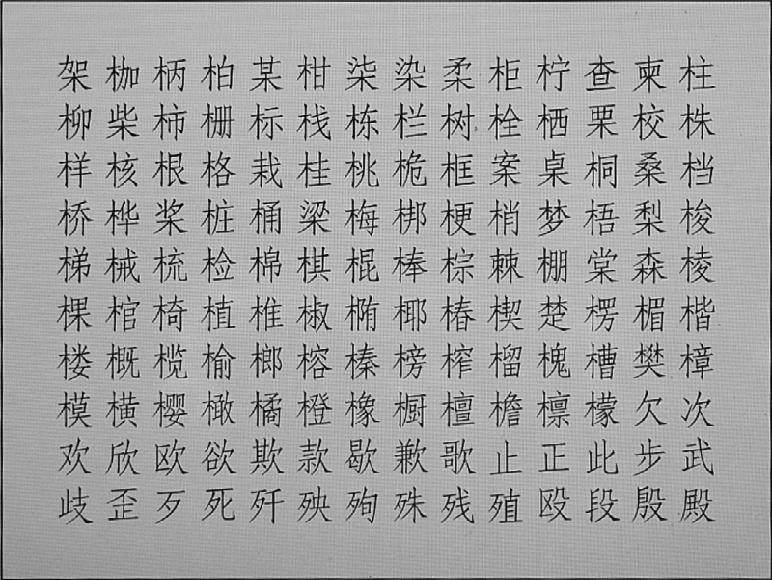 架枷柄柏某柑柒染柔柜柠查柬柱
柳柴柿栅标栈栋栏树栓栖栗校株
样核根格栽桂桃桅框案桌桐桑档
桥桦桨桩桶梁梅梆梗梢梦梧梨梭
梯械梳检棉棋棍棒棕棘棚棠森棱
棵棺椅植椎椒椭椰椿楔楚楞楣楷
楼概榄榆榔榕榛榜榨榴槐槽樊樟
模横樱橄橘橙橡橱檀檐檩檬欠次
欢欣欧欲欺款歇歉歌止正此步武
歧歪歹死歼殃殉殊残殖殴段殷殿